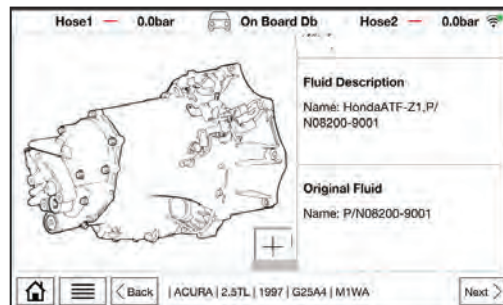 Hose1 — 0.0bar On Board Db Hose2 — 0.0bar
Fluid Description
Name: HondaATF-Z1,P/
N08200-9001
Original Fluid
Name: P/N08200-9001
< Back | ACURA | 2.5TL | 1997 | G25A4 | M1WA Next >